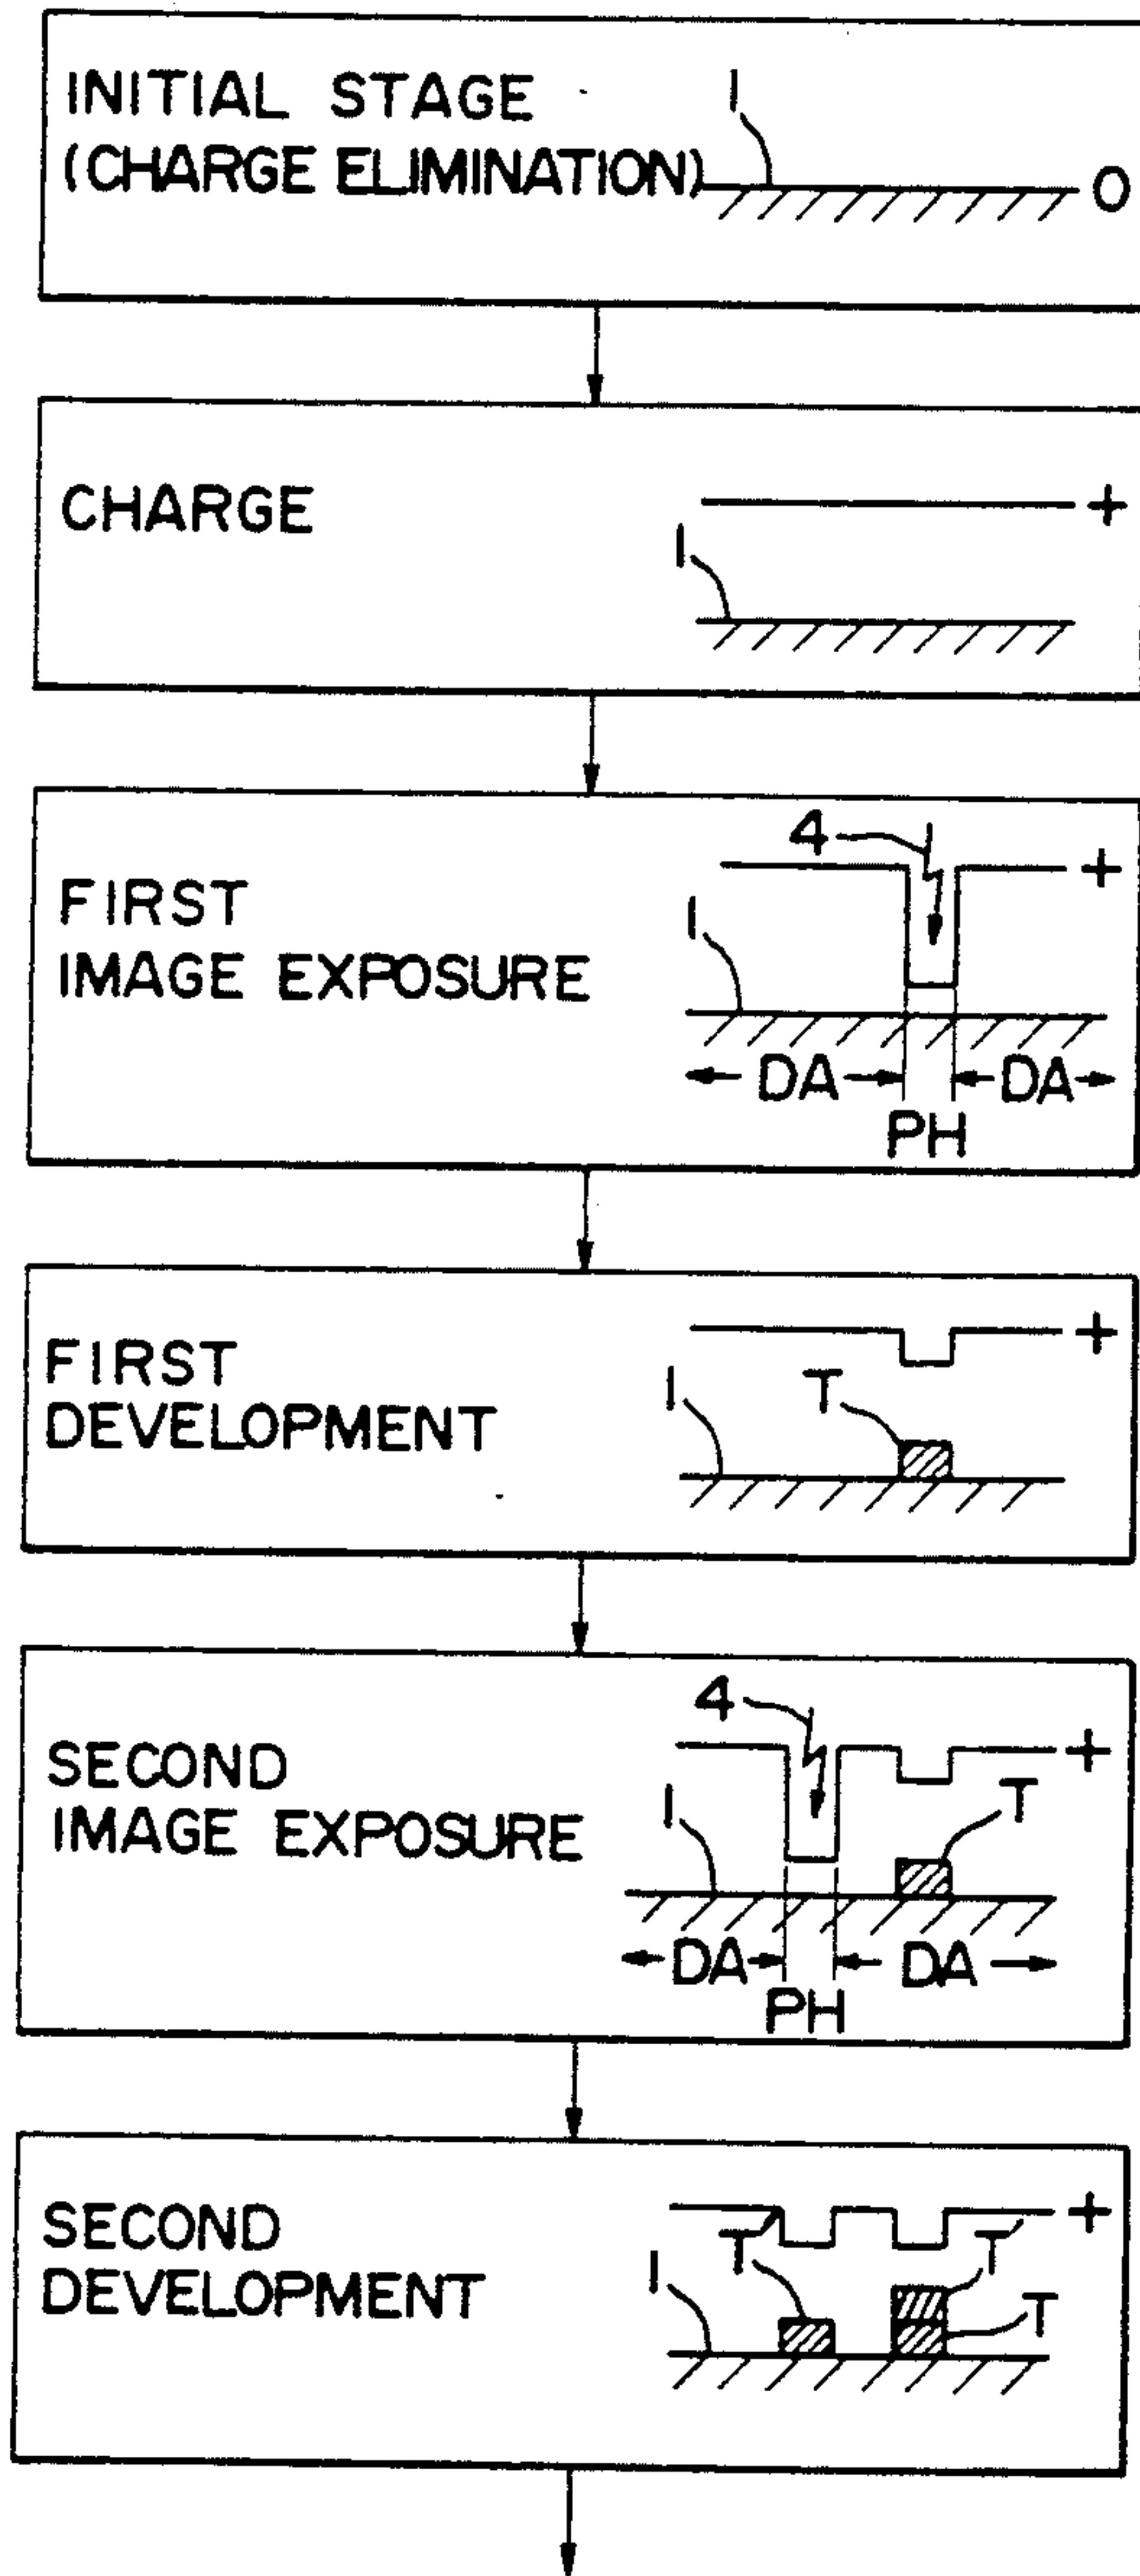 INITIAL STAGE
(CHARGE ELIMINATION)
1
0
CHARGE
+
1
FIRST
IMAGE EXPOSURE
4
+
1
DA
DA
PH
FIRST
DEVELOPMENT
+
1
T
SECOND
IMAGE EXPOSURE
4
+
1
T
DA
DA
PH
SECOND
DEVELOPMENT
+
1
T'
T'
T